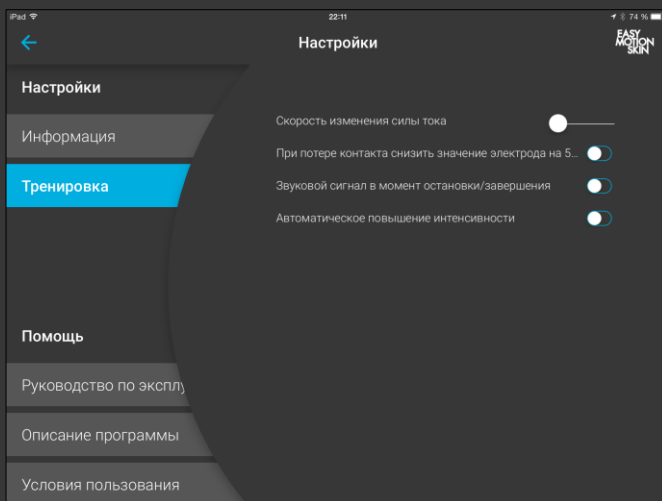 iPad 22:11 74 %
Настройки
EASY
MOTION
SKIN
Настройки
Информация
Тренировка
Скорость изменения силы тока
При потере контакта снизить значение электрода на 5...
Звуковой сигнал в момент остановки/завершения
Автоматическое повышение интенсивности
Помощь
Руководство по эксплу
Описание программы
Условия пользования